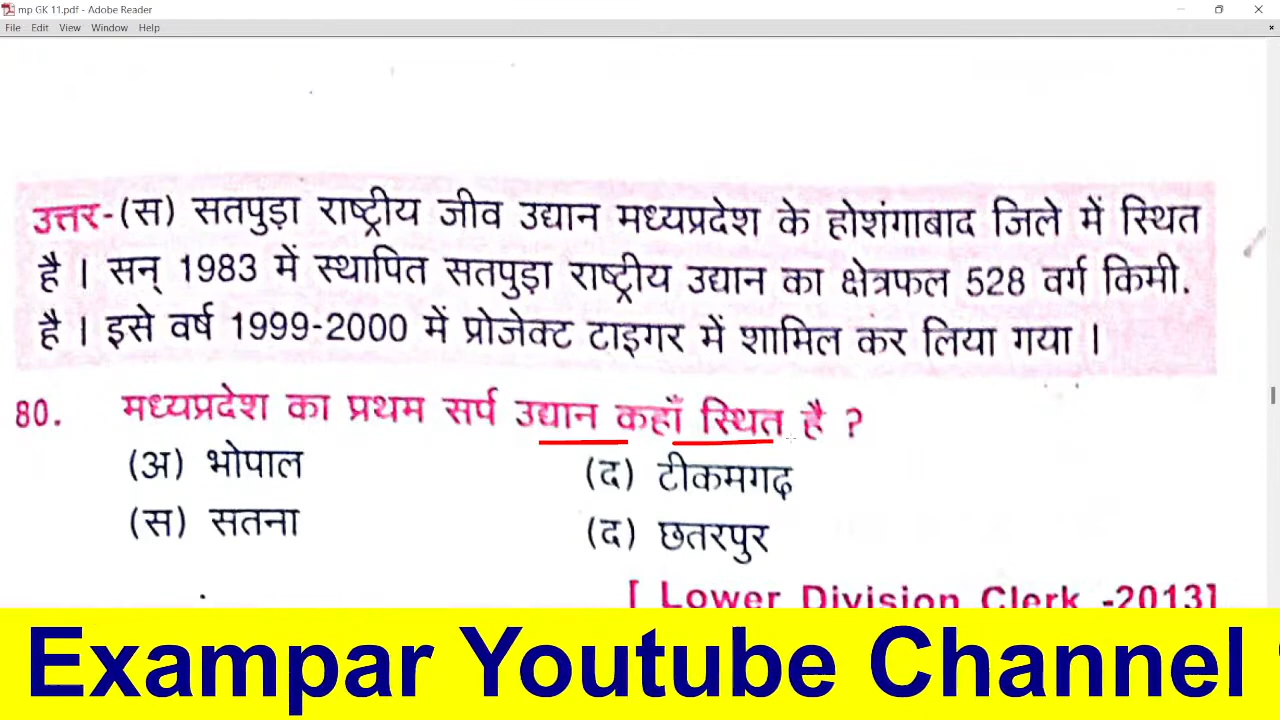 mp GK 11.pdf - Adobe Reader
File Edit View Window Help
उत्तर-(स) सतपुड़ा राष्ट्रीय जीव उद्यान मध्यप्रदेश के होशंगाबाद जिले में स्थित
है । सन् 1983 में स्थापित सतपुड़ा राष्ट्रीय उद्यान का क्षेत्रफल 528 वर्ग किमी.
है । इसे वर्ष 1999-2000 में प्रोजेक्ट टाइगर में शामिल कर लिया गया ।
80. मध्यप्रदेश का प्रथम सर्प उद्यान कहाँ स्थित है ?
(अ) भोपाल (द) टीकमगढ़
(स) सतना (द) छतरपुर
[ Lower Division Clerk -2013]
Exampar Youtube Channel